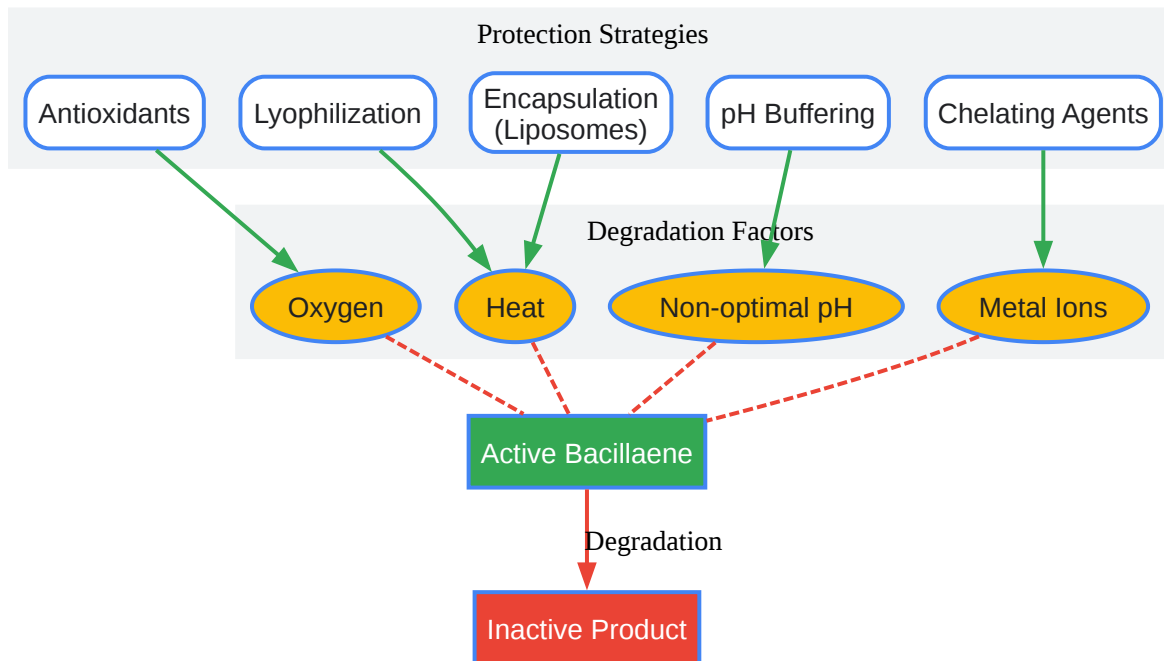 Protection Strategies
Antioxidants
Lyophilization
Encapsulation
(Liposomes)
pH Buffering
Chelating Agents
Degradation Factors
Oxygen
Heat
Non-optimal pH
Metal Ions
Active Bacillaene
Degradation
Inactive Product